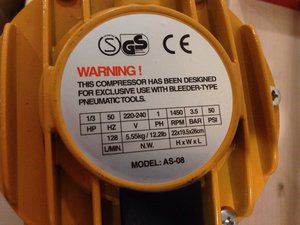 S GS CE
WARNING !
THIS COMPRESSOR HAS BEEN DESIGNED
FOR EXCLUSIVE USE WITH BLEEDER-TYPE
PNEUMATIC TOOLS.
1/3 50 220-240 1 1450 3.5 50
HP HZ V PH RPM BAR PSI
128 5.55kg / 12.2lb 22x19.5x26cm
L/MIN. N.W. H x W x L
MODEL: AS-08